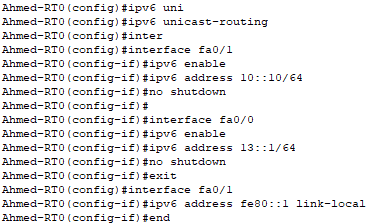 Ahmed-RT0(config)#ipv6 uni
Ahmed-RT0(config)#ipv6 unicast-routing
Ahmed-RT0(config)#inter
Ahmed-RT0(config)#interface fa0/1
Ahmed-RT0(config-if)#ipv6 enable
Ahmed-RT0(config-if)#ipv6 address 10::10/64
Ahmed-RT0(config-if)#no shutdown
Ahmed-RT0(config-if)#
Ahmed-RT0(config-if)#interface fa0/0
Ahmed-RT0(config-if)#ipv6 enable
Ahmed-RT0(config-if)#ipv6 address 13::1/64
Ahmed-RT0(config-if)#no shutdown
Ahmed-RT0(config-if)#exit
Ahmed-RT0(config)#interface fa0/1
Ahmed-RT0(config-if)#ipv6 address fe80::1 link-local
Ahmed-RT0(config-if)#end